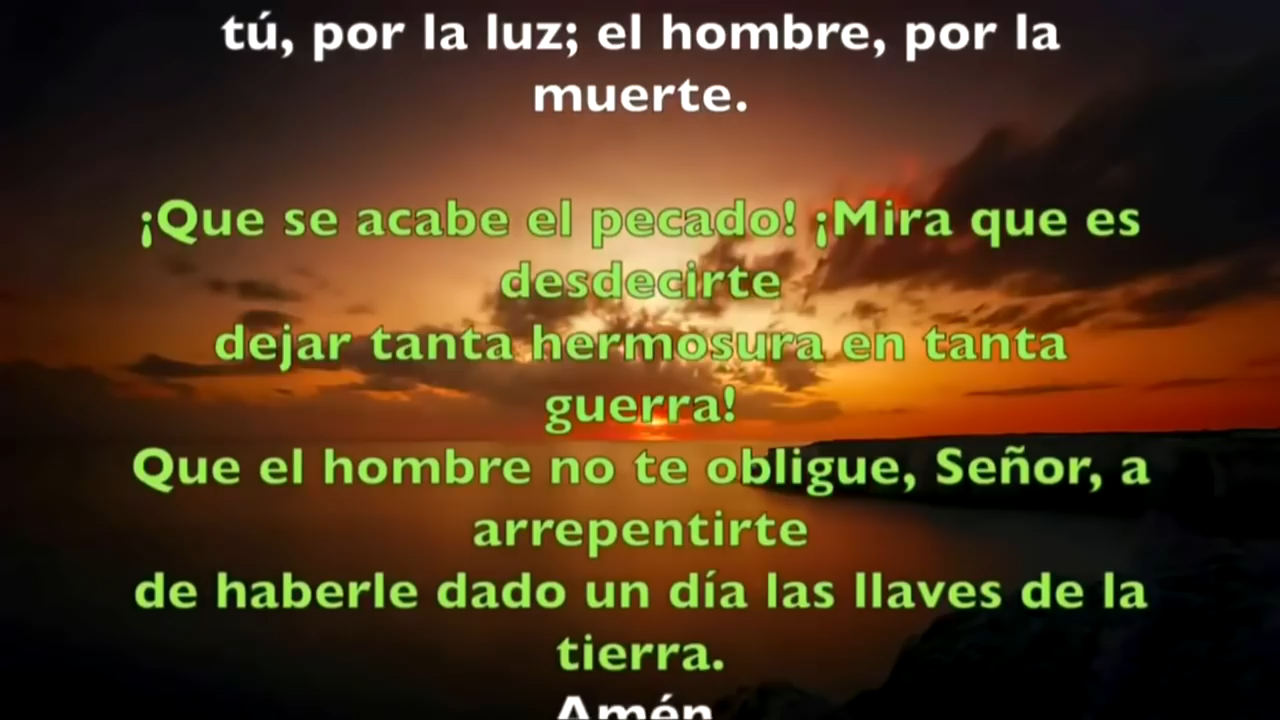 tú, por la luz; el hombre, por la
muerte.
¡Que se acabe el pecado! ¡Mira que es
desdecirte
dejar tanta hermosura en tanta
guerra!
Que el hombre no te obligue, Señor, a
arrepentirte
de haberle dado un día las llaves de la
tierra.
Amén